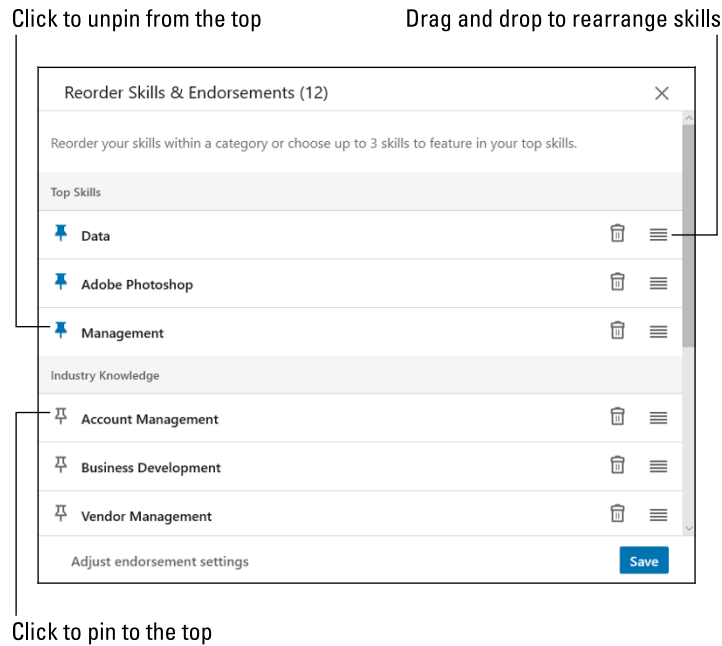 Click to unpin from the top
Drag and drop to rearrange skills
Reorder Skills & Endorsements (12)
Reorder your skills within a category or choose up to 3 skills to feature in your top skills.
Top Skills
Data
Adobe Photoshop
Management
Industry Knowledge
Account Management
Business Development
Vendor Management
Adjust endorsement settings
Save
Click to pin to the top